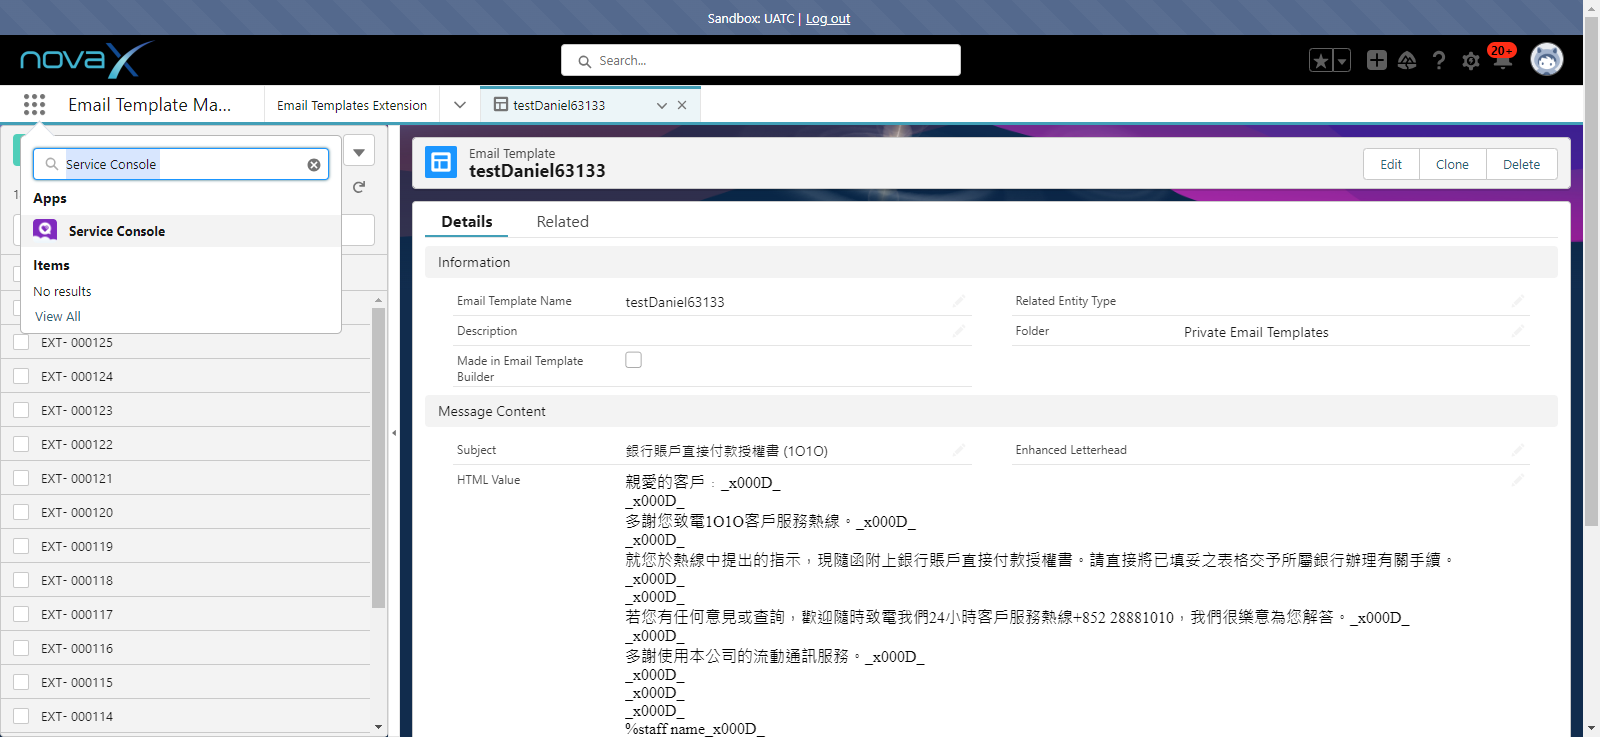 Sandbox: UATC | Log out
novaX
Search...
20+
Email Template Ma...
Email Templates Extension
testDaniel63133
Service Console
Apps
Service Console
Items
No results
View All
EXT- 000125
EXT- 000124
EXT- 000123
EXT- 000122
EXT- 000121
EXT- 000120
EXT- 000119
EXT- 000118
EXT- 000117
EXT- 000116
EXT- 000115
EXT- 000114
Email Template
testDaniel63133
Edit
Clone
Delete
Details
Related
Information
Email Template Name
testDaniel63133
Related Entity Type
Description
Folder
Private Email Templates
Made in Email Template
Builder
Message Content
Subject
銀行賬戶直接付款授權書 (1O1O)
Enhanced Letterhead
HTML Value
親愛的客戶﹕_x000D_
_x000D_
多謝您致電1O1O客戶服務熱線。_x000D_
_x000D_
就您於熱線中提出的指示，現隨函附上銀行賬戶直接付款授權書。請直接將已填妥之表格交予所屬銀行辦理有關手續。
_x000D_
_x000D_
若您有任何意見或查詢，歡迎隨時致電我們24小時客戶服務熱線+852 28881010，我們很樂意為您解答。_x000D_
_x000D_
多謝使用本公司的流動通訊服務。_x000D_
_x000D_
_x000D_
_x000D_
%staff name_x000D_